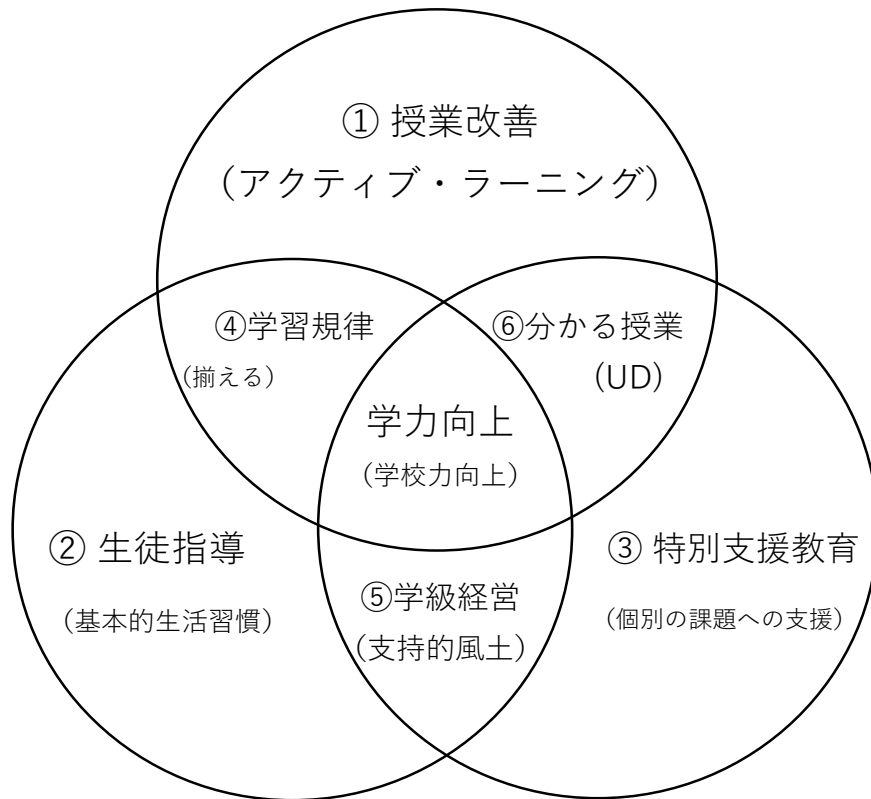 ① 授業改善
（アクティブ・ラーニング）
④学習規律
（揃える）
⑥分かる授業
（UD）
学力向上
（学校力向上）
② 生徒指導
（基本的生活習慣）
③ 特別支援教育
（個別の課題への支援）
⑤学級経営
（支持的風土）